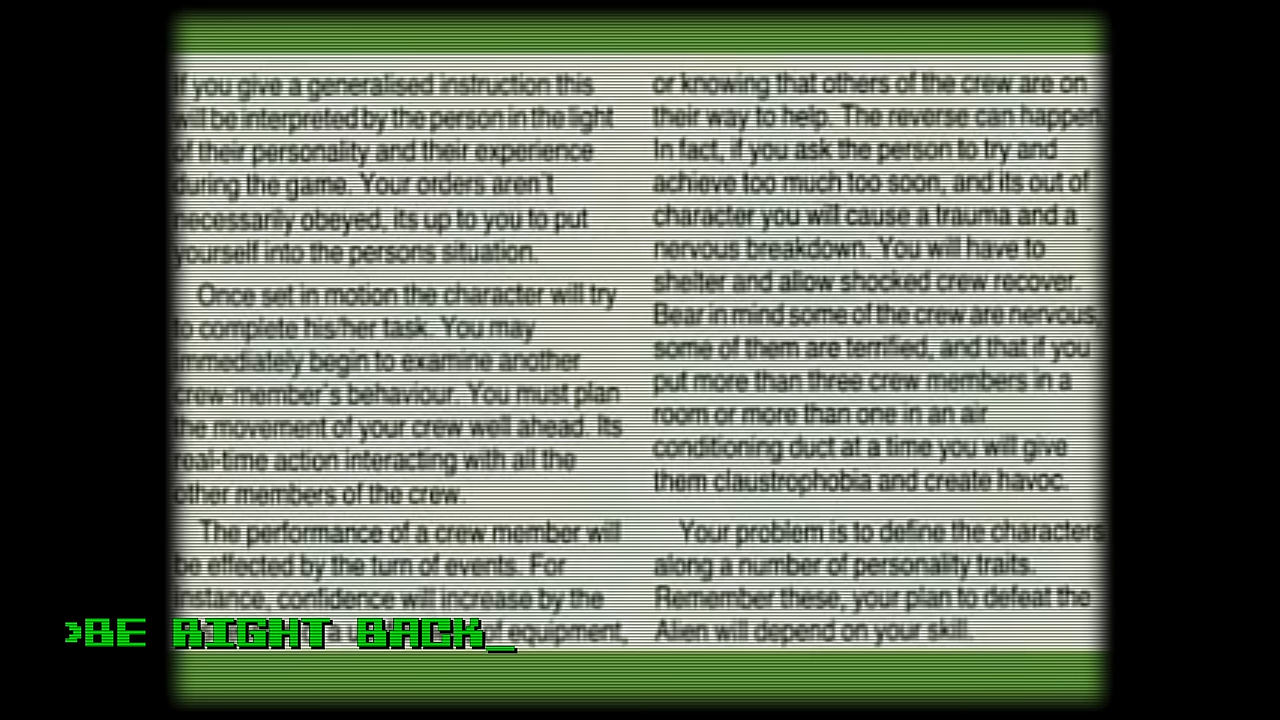 If you give a generalised instruction this
will be interpreted by the person in the light
of their personality and their experience
during the game. Your orders aren't
necessarily obeyed, its up to you to put
yourself into the persons situation.
Once set in motion the character will try
to complete his/her task. You may
immediately begin to examine another
crew-member's behaviour. You must plan
the movement of your crew well ahead. Its
real-time action interacting with all the
other members of the crew.
The performance of a crew member will
be effected by the turn of events. For
instance, confidence will increase by the
of equipment,
or knowing that others of the crew are on
their way to help. The reverse can happen
In fact, if you ask the person to try and
achieve too much too soon, and its out of
character you will cause a trauma and a
nervous breakdown. You will have to
shelter and allow shocked crew recover.
Bear in mind some of the crew are nervous,
some of them are terrified, and that if you
put more than three crew members in a
room or more than one in an air
conditioning duct at a time you will give
them claustrophobia and create havoc.
Your problem is to define the characters
along a number of personality traits.
Remember these, your plan to defeat the
Alien will depend on your skill.
>BE RIGHT BACK_